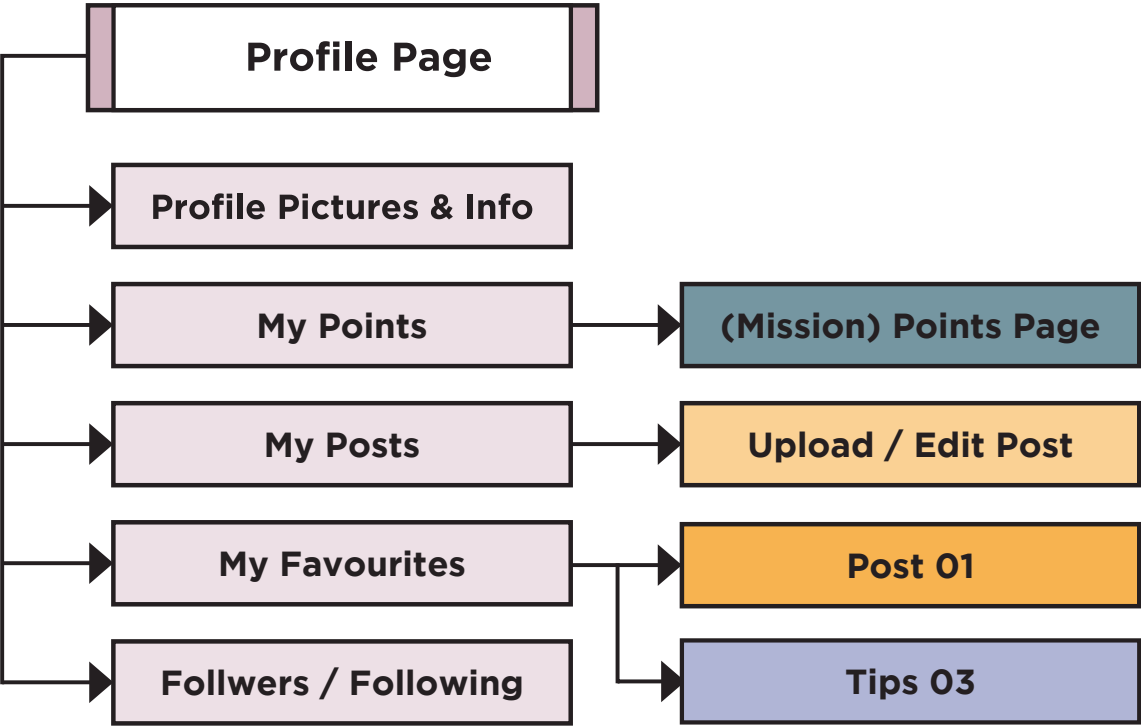 Profile Page
Profile Pictures & Info
My Points
(Mission) Points Page
My Posts
Upload / Edit Post
My Favourites
Post 01
Follwers / Following
Tips 03